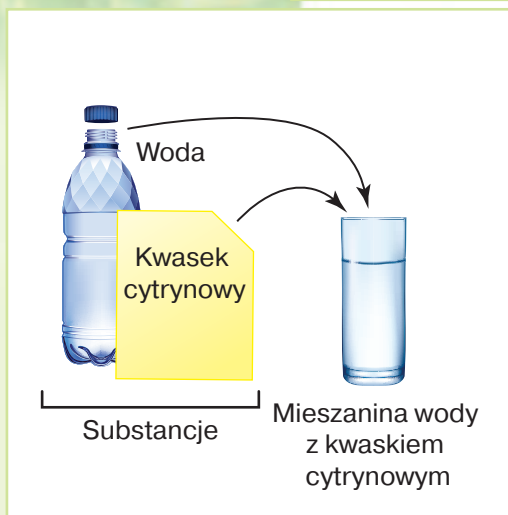 Woda
Kwasek
cytrynowy
Substancje
Mieszanina wody
z kwaskiem
cytrynowym